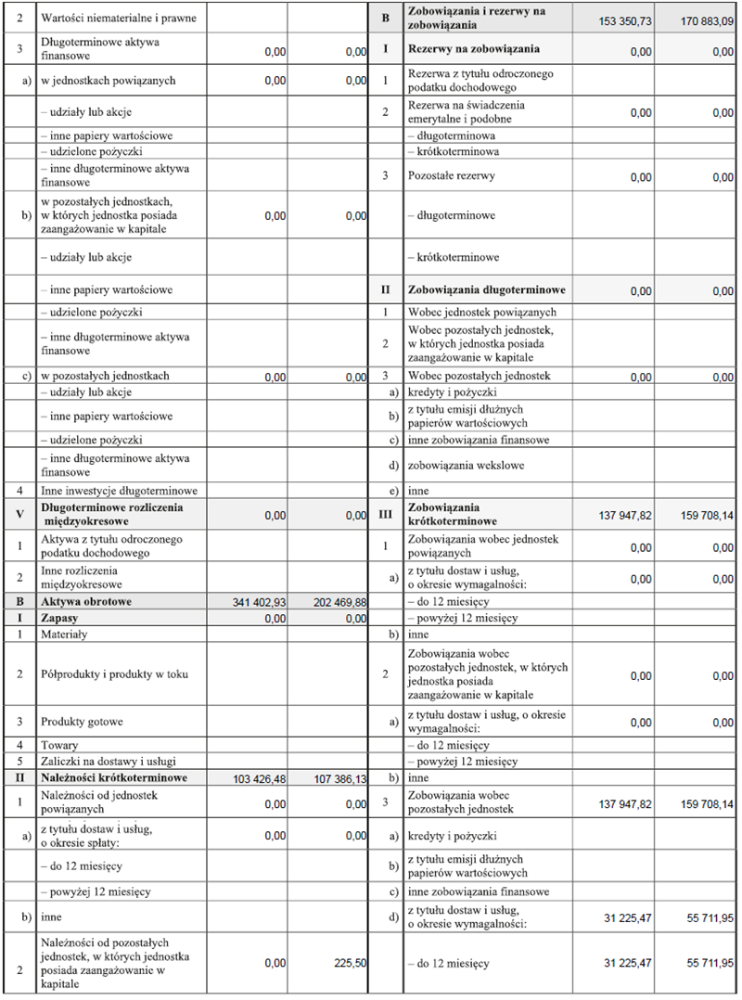 2 Wartości niematerialne i prawne
3 Długoterminowe aktywa
finansowe 0,00 0,00
a) w jednostkach powiązanych 0,00 0,00
– udziały lub akcje
– inne papiery wartościowe
– udzielone pożyczki
– inne długoterminowe aktywa
finansowe
b) w pozostałych jednostkach,
w których jednostka posiada
zaangażowanie w kapitale 0,00 0,00
– udziały lub akcje
– inne papiery wartościowe
– udzielone pożyczki
– inne długoterminowe aktywa
finansowe
c) w pozostałych jednostkach 0,00 0,00
– udziały lub akcje
– inne papiery wartościowe
– udzielone pożyczki
– inne długoterminowe aktywa
finansowe
4 Inne inwestycje długoterminowe
V Długoterminowe rozliczenia
międzyokresowe 0,00 0,00
1 Aktywa z tytułu odroczonego
podatku dochodowego
2 Inne rozliczenia
międzyokresowe
B Aktywa obrotowe 341 402,93 202 469,88
I Zapasy 0,00 0,00
1 Materiały
2 Półprodukty i produkty w toku
3 Produkty gotowe
4 Towary
5 Zaliczki na dostawy i usługi
II Należności krótkoterminowe 103 426,48 107 386,13
1 Należności od jednostek
powiązanych 0,00 0,00
a) z tytułu dostaw i usług,
o okresie spłaty: 0,00 0,00
– do 12 miesięcy
– powyżej 12 miesięcy
b) inne
2 Należności od pozostałych
jednostek, w których jednostka
posiada zaangażowanie w
kapitale 0,00 225,50
B Zobowiązania i rezerwy na
zobowiązania 153 350,73 170 883,09
I Rezerwy na zobowiązania 0,00 0,00
1 Rezerwa z tytułu odroczonego
podatku dochodowego
2 Rezerwa na świadczenia
emerytalne i podobne 0,00 0,00
– długoterminowa
– krótkoterminowa
3 Pozostałe rezerwy 0,00 0,00
– długoterminowe
– krótkoterminowe
II Zobowiązania długoterminowe 0,00 0,00
1 Wobec jednostek powiązanych
2 Wobec pozostałych jednostek,
w których jednostka posiada
zaangażowanie w kapitale
3 Wobec pozostałych jednostek 0,00 0,00
a) kredyty i pożyczki
b) z tytułu emisji dłużnych
papierów wartościowych
c) inne zobowiązania finansowe
d) zobowiązania wekslowe
e) inne
III Zobowiązania
krótkoterminowe 137 947,82 159 708,14
1 Zobowiązania wobec jednostek
powiązanych 0,00 0,00
a) z tytułu dostaw i usług,
o okresie wymagalności: 0,00 0,00
– do 12 miesięcy
– powyżej 12 miesięcy
b) inne
2 Zobowiązania wobec
pozostałych jednostek, w których
jednostka posiada
zaangażowanie w kapitale 0,00 0,00
a) z tytułu dostaw i usług, o okresie
wymagalności: 0,00 0,00
– do 12 miesięcy
– powyżej 12 miesięcy
b) inne
3 Zobowiązania wobec
pozostałych jednostek 137 947,82 159 708,14
a) kredyty i pożyczki
b) z tytułu emisji dłużnych
papierów wartościowych
c) inne zobowiązania finansowe
d) z tytułu dostaw i usług,
o okresie wymagalności: 31 225,47 55 711,95
– do 12 miesięcy 31 225,47 55 711,95